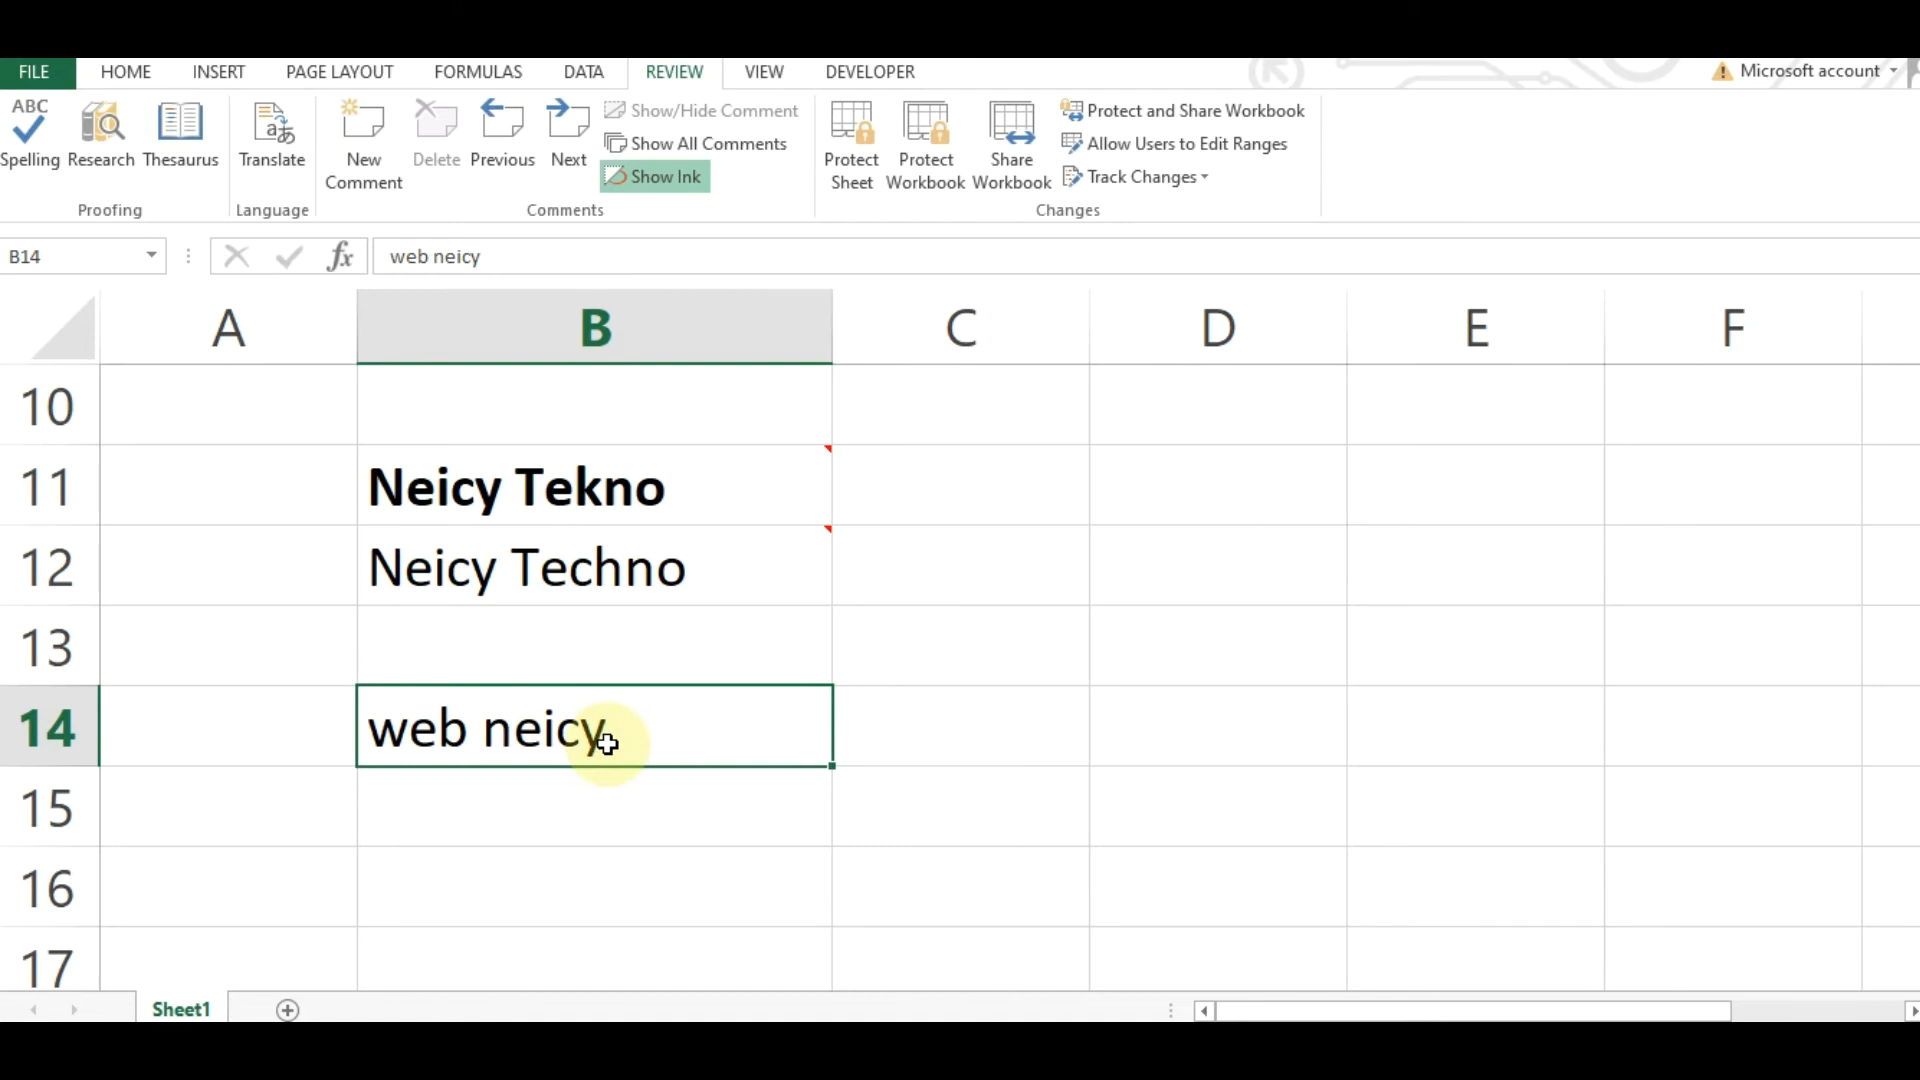 FILE HOME INSERT PAGE LAYOUT FORMULAS DATA REVIEW VIEW DEVELOPER Microsoft account
ABC
Spelling Research Thesaurus
Proofing
Translate
Language
New Comment Delete Previous Next
Show/Hide Comment
Show All Comments
Show Ink
Comments
Protect Sheet Protect Workbook Share Workbook
Protect and Share Workbook
Allow Users to Edit Ranges
Track Changes
Changes
B14 fx web neicy
A B C D E F
10
11 Neicy Tekno
12 Neicy Techno
13
14 web neicy
15
16
17
Sheet1